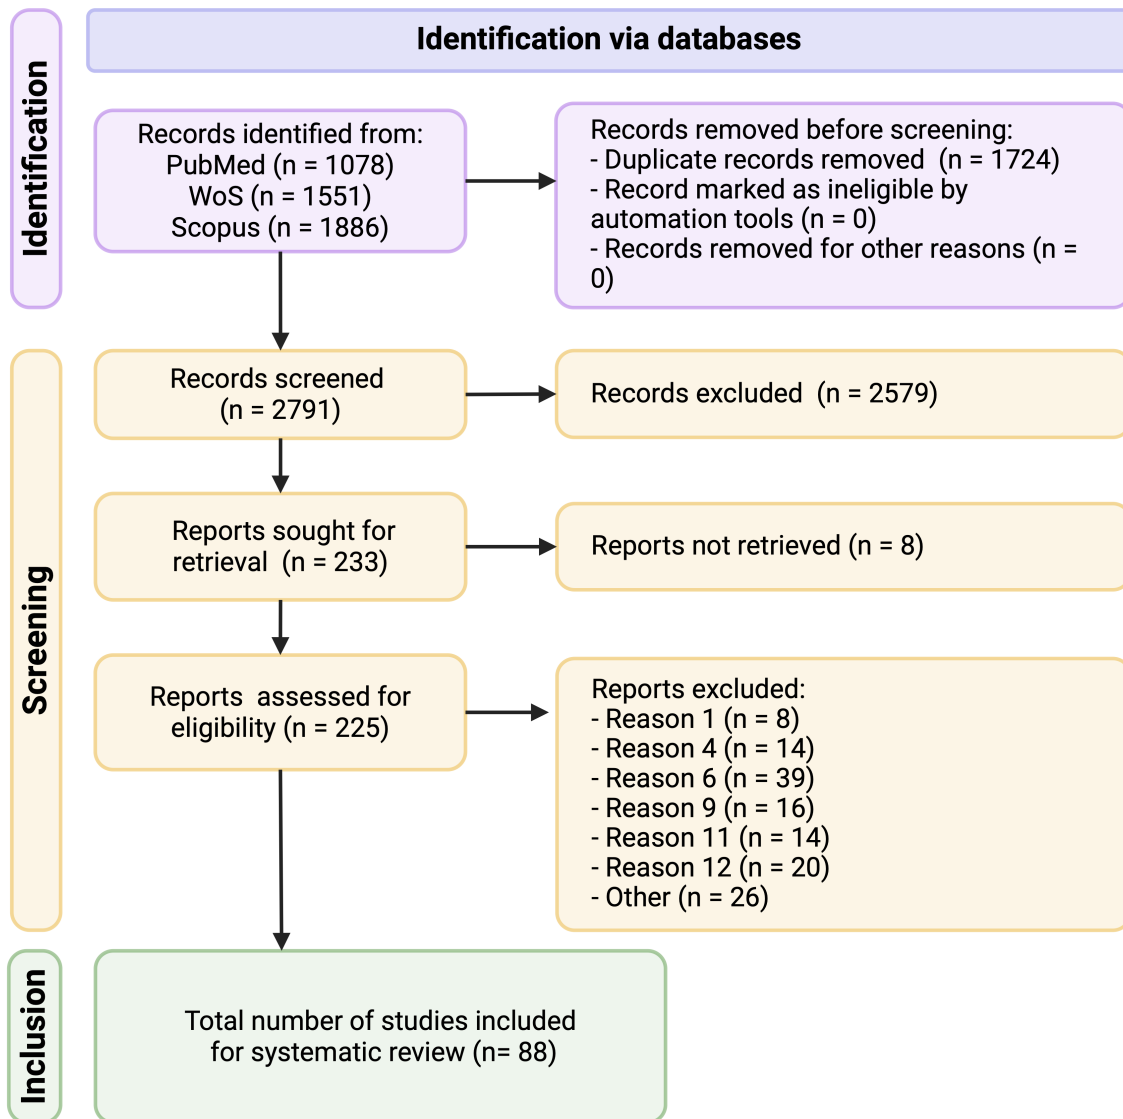 Identification via databases
Identification
Records identified from:
PubMed (n = 1078)
WoS (n = 1551)
Scopus (n = 1886)
Records removed before screening:
- Duplicate records removed  (n = 1724)
- Record marked as ineligible by
automation tools (n = 0)
- Records removed for other reasons (n =
0)
Screening
Records screened
(n = 2791)
Records excluded  (n = 2579)
Reports sought for
retrieval  (n = 233)
Reports not retrieved (n = 8)
Reports  assessed for
eligibility (n = 225)
Reports excluded:
- Reason 1 (n = 8)
- Reason 4 (n = 14)
- Reason 6 (n = 39)
- Reason 9 (n = 16)
- Reason 11 (n = 14)
- Reason 12 (n = 20)
- Other (n = 26)
Inclusion
Total number of studies included
for systematic review (n= 88)